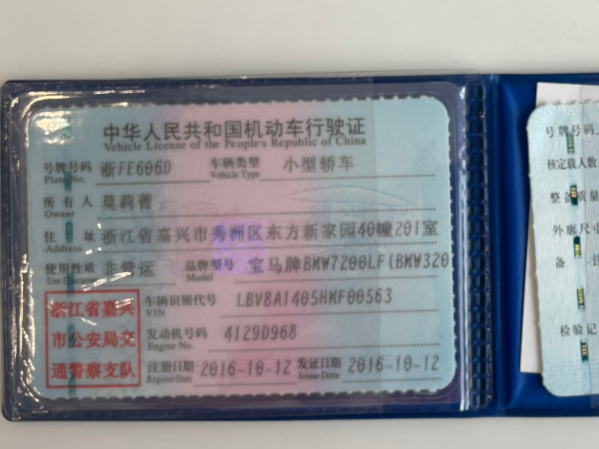 中华人民共和国机动车行驶证
Vehicle License of the People's Republic of China
号牌号码 浙FE606D 车辆类型 小型轿车
Plate No. Vehicle Type
所有人 莫莉蕾
Owner
住址 浙江省嘉兴市秀洲区东方新家园40幢201室
Address
使用性质 非营运 品牌型号 宝马牌BMW7200LF(BMW320
Use Model
浙江省嘉兴
市公安局交
通警察支队
车辆识别代号 LBV8A1405HMF00563
VIN
发动机号码 4129D968
Engine No.
注册日期 2016-10-12 发证日期 2016-10-12
Register Date Issue Date
号牌号
核定载人数
整备质量
外廓尺寸
备注
检验记